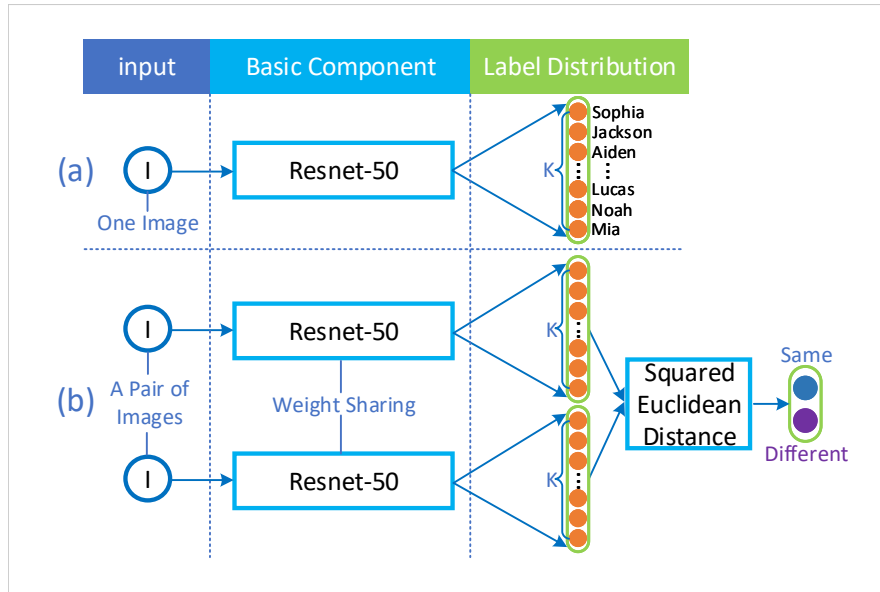 input
Basic Component
Label Distribution
(a)
I
One Image
Resnet-50
K
Sophia
Jackson
Aiden
Lucas
Noah
Mia
(b)
I
A Pair of
Images
I
Resnet-50
Weight Sharing
Resnet-50
K
K
Squared
Euclidean
Distance
Same
Different